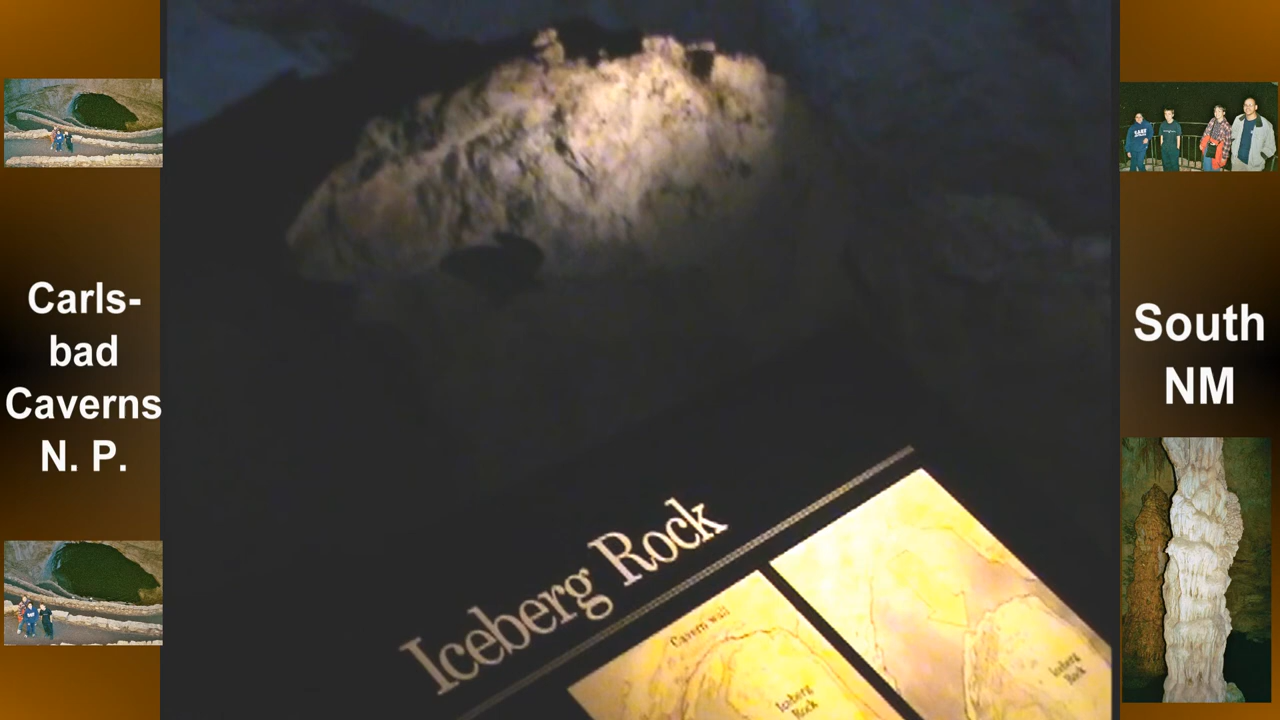 Carls-
bad
Caverns
N. P.
Iceberg Rock
Cavern wall
Iceberg
Rock
Iceberg
Rock
South
NM